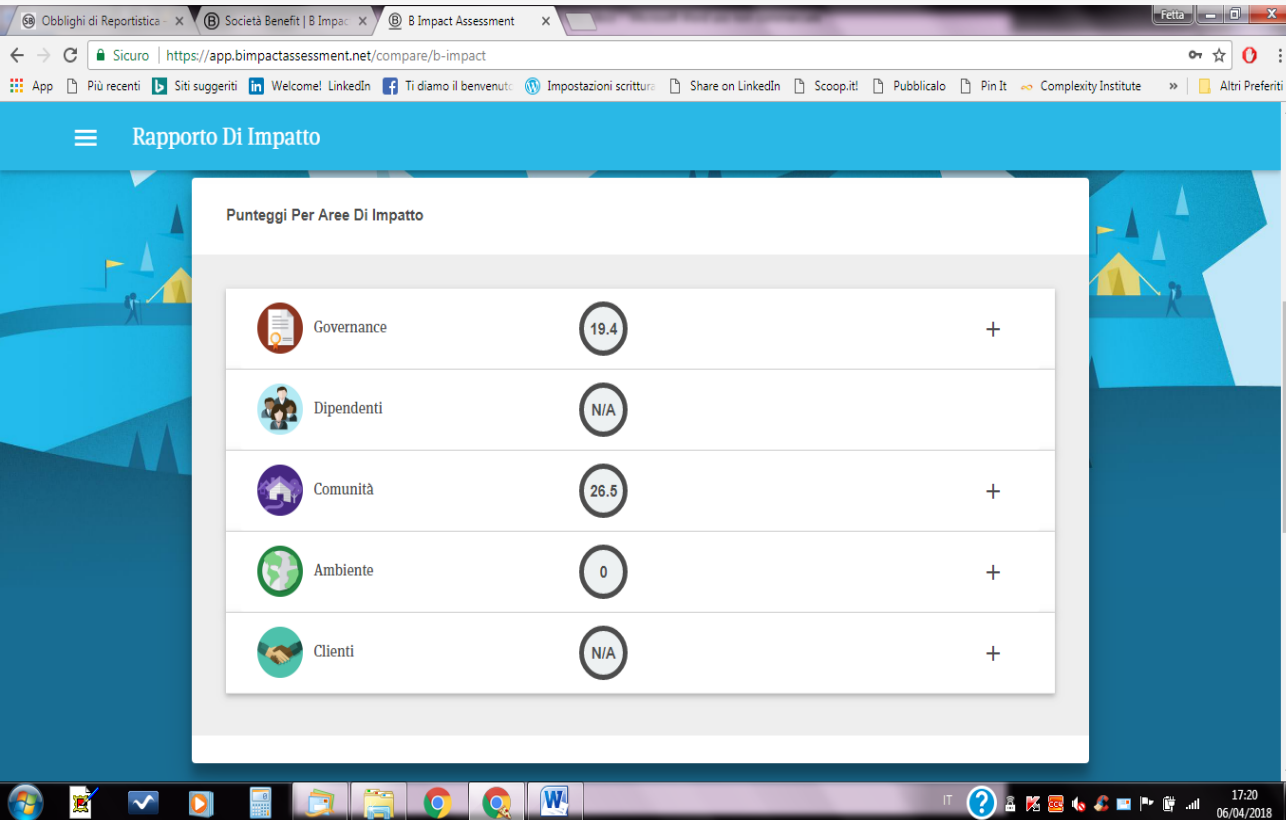 Obblighi di Reportistica -
Società Benefit | B Impac
B Impact Assessment
Fetta
Sicuro | https://app.bimpactassessment.net/compare/b-impact
App Più recenti Siti suggeriti Welcome! LinkedIn Ti diamo il benvenuto Impostazioni scrittura Share on LinkedIn Scoop.it! Pubblicalo Pin It Complexity Institute » Altri Preferiti
Rapporto Di Impatto
Punteggi Per Aree Di Impatto
Governance 19.4 +
Dipendenti N/A
Comunità 26.5 +
Ambiente 0 +
Clienti N/A +
IT 17:20
06/04/2018